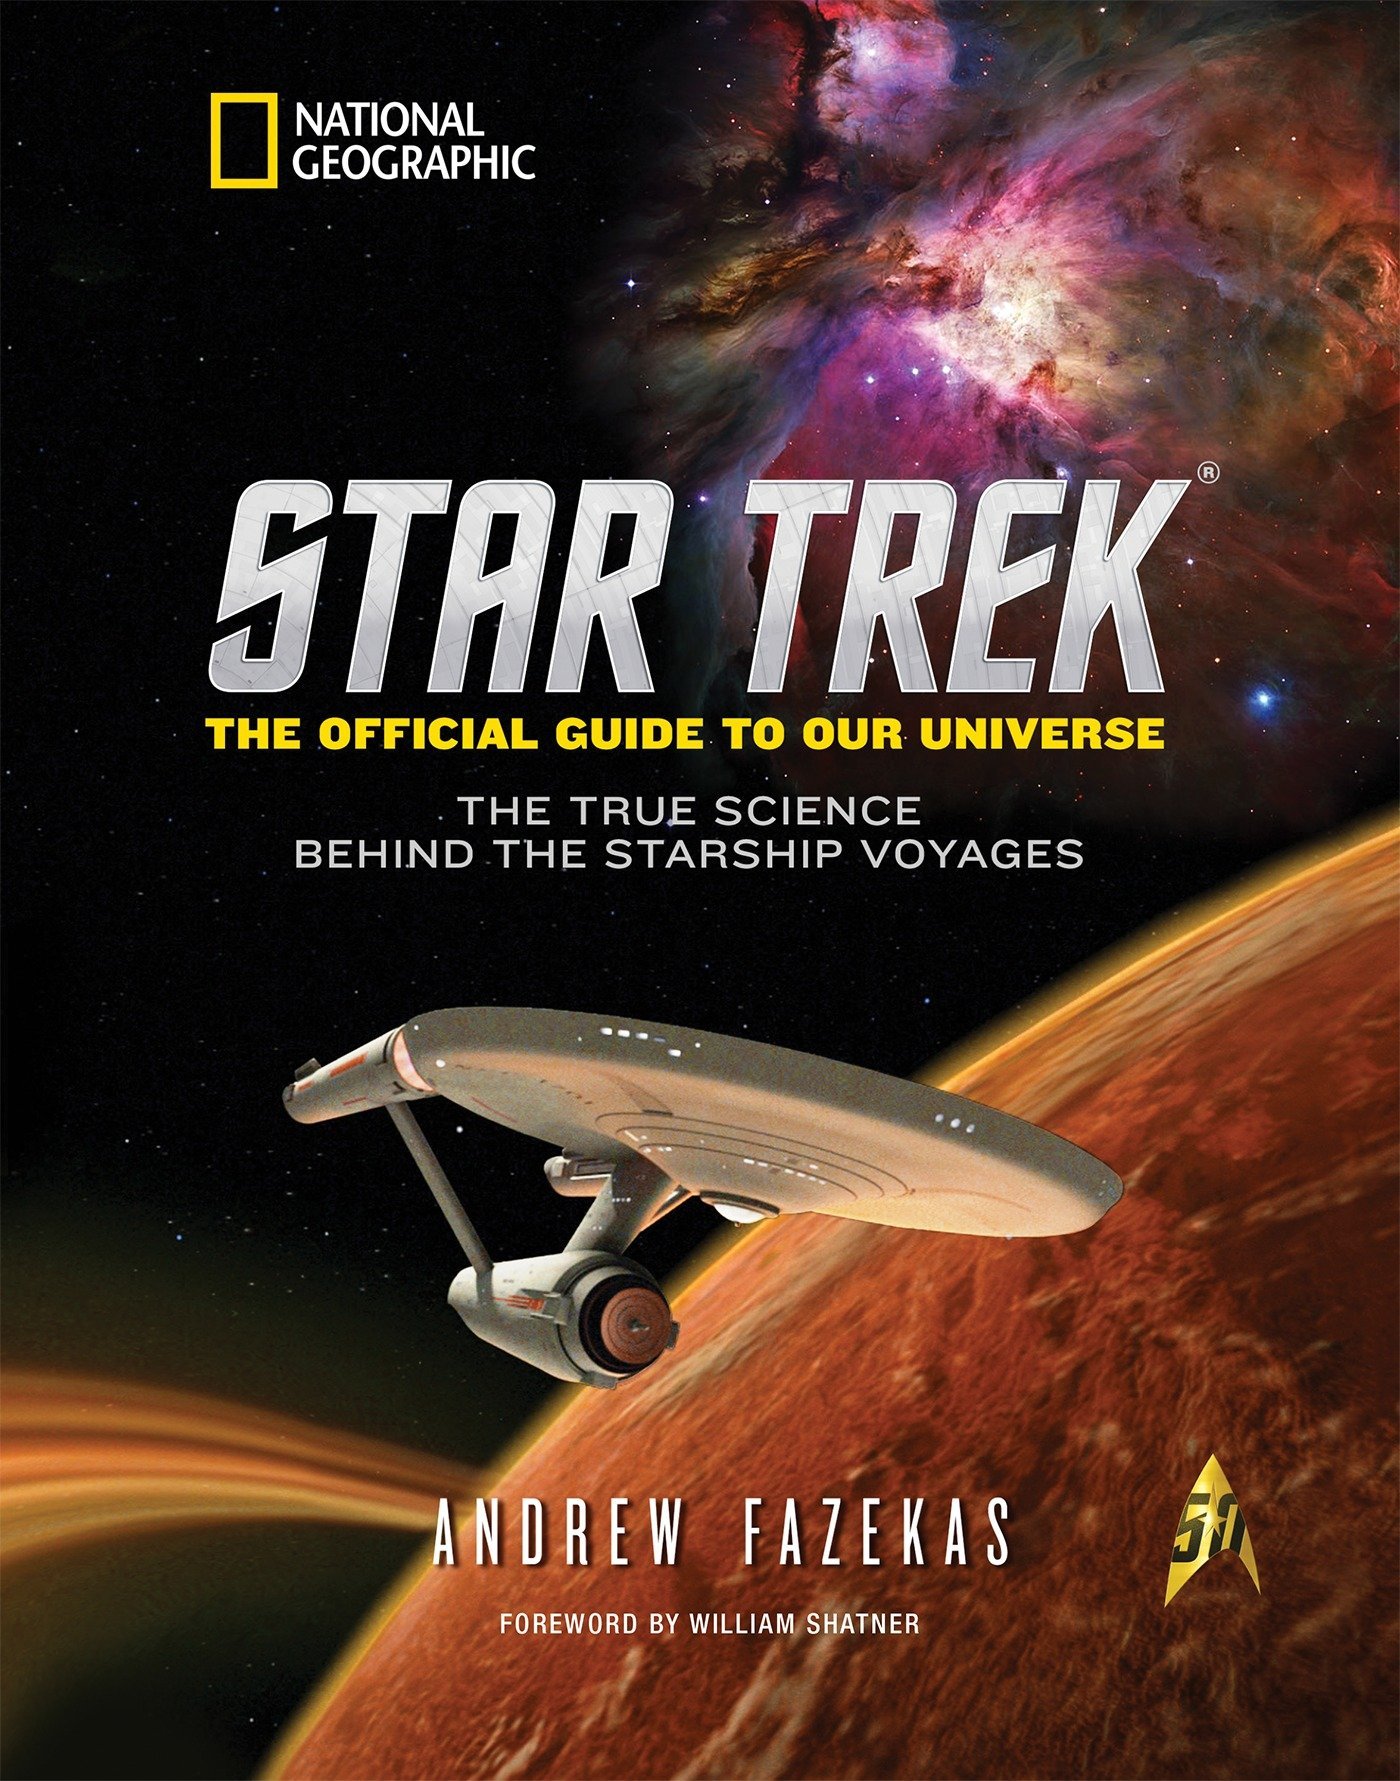 NATIONAL
GEOGRAPHIC
STAR TREK®
THE OFFICIAL GUIDE TO OUR UNIVERSE
THE TRUE SCIENCE
BEHIND THE STARSHIP VOYAGES
ANDREW FAZEKAS
50
FOREWORD BY WILLIAM SHATNER